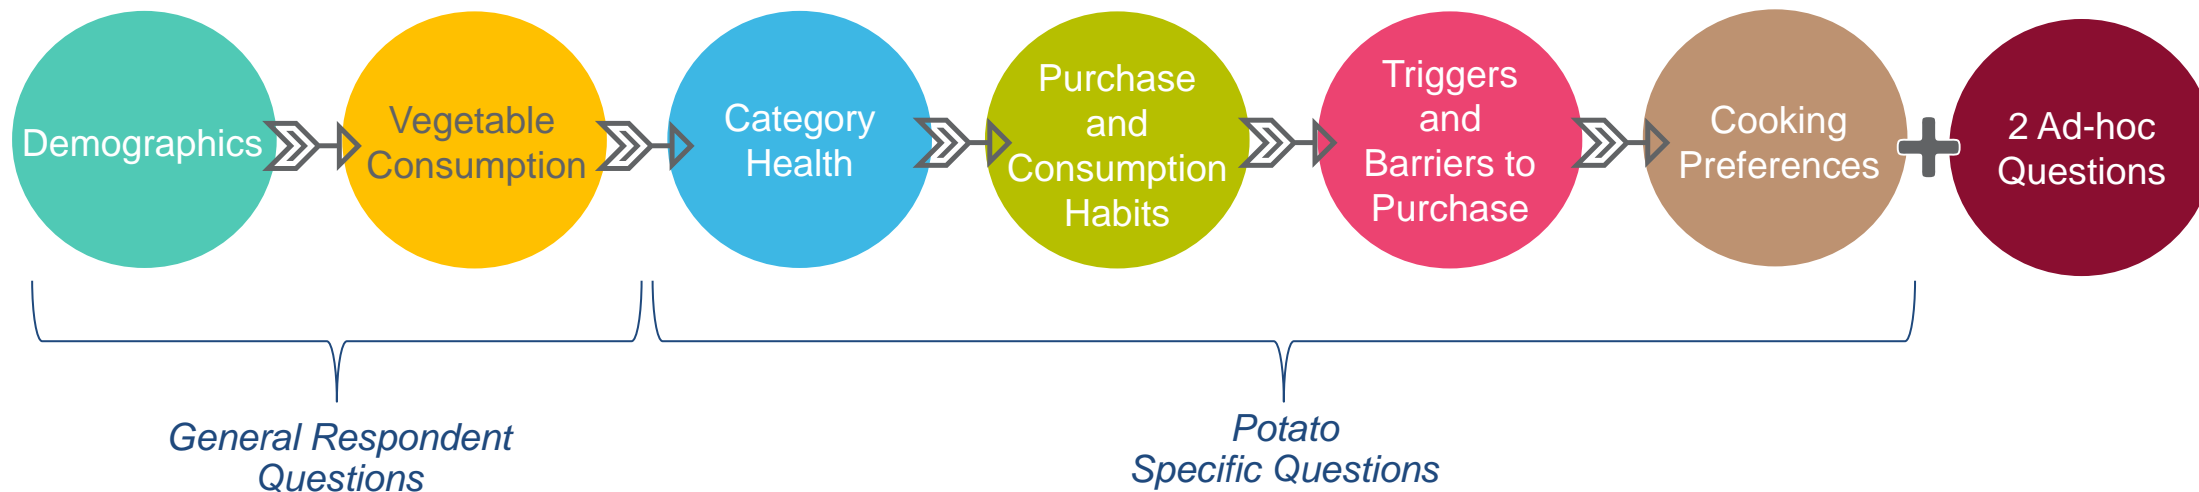 Demographics
Vegetable
Consumption
Category
Health
Purchase
and
Consumption
Habits
Triggers
and
Barriers to
Purchase
Cooking
Preferences
2 Ad-hoc
Questions
General Respondent
Questions
Potato
Specific Questions